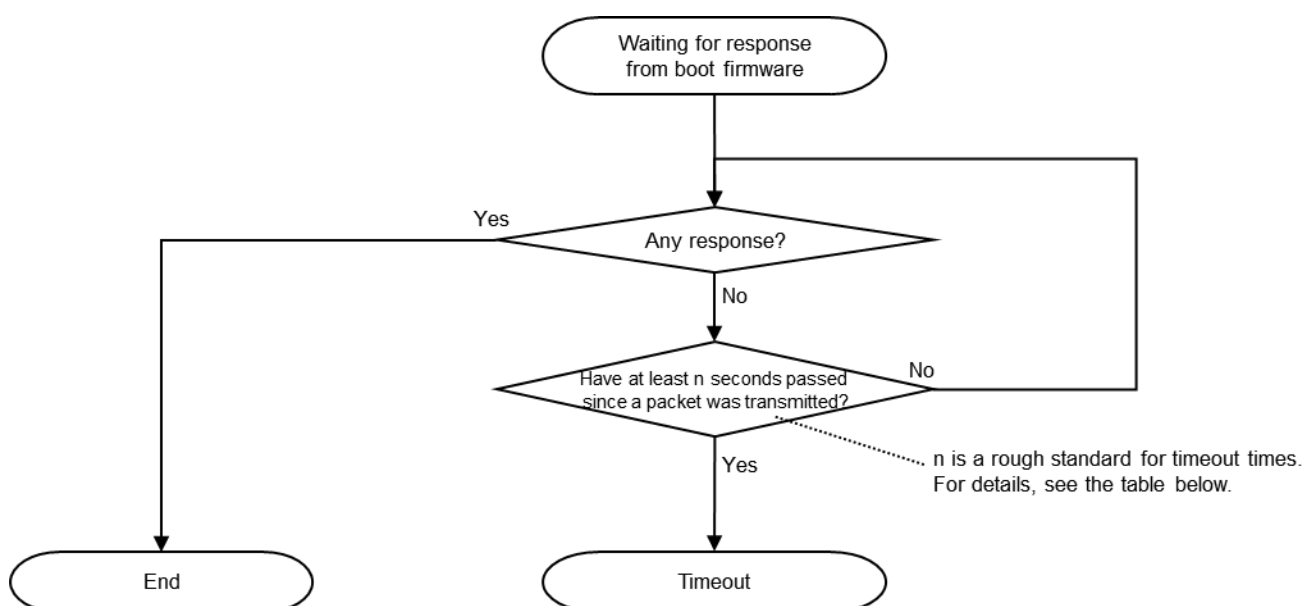 Waiting for response
from boot firmware
Yes
Any response?
No
Have at least n seconds passed
since a packet was transmitted?
No
Yes
n is a rough standard for timeout times.
For details, see the table below.
End
Timeout